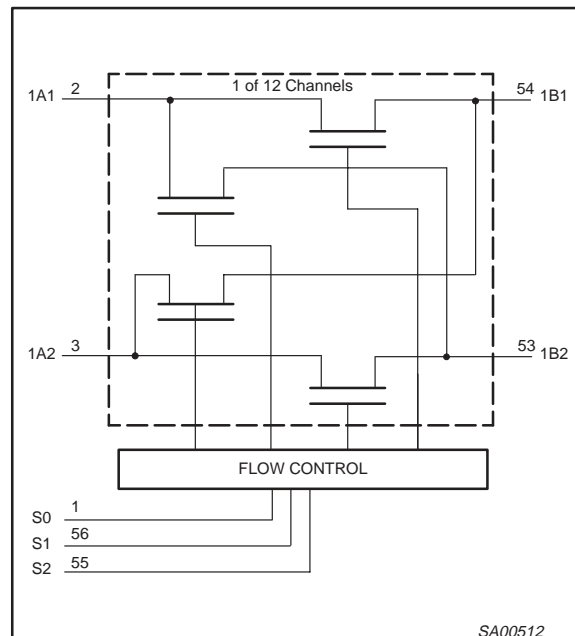 1 of 12 Channels
1A1 2 54 1B1
1A2 3 53 1B2
FLOW CONTROL
S0 1
S1 56
S2 55
SA00512